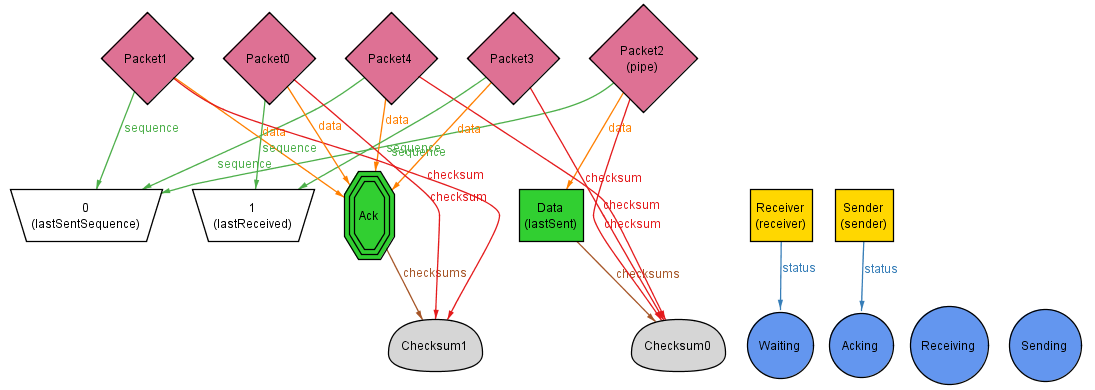 Packet1
Packet0
Packet4
Packet3
Packet2
(pipe)
sequence
data
data
data
data
sequence
sequence
sequence
sequence
checksum
checksum
checksum
checksum
checksum
0
(lastSentSequence)
1
(lastReceived)
Ack
Data
(lastSent)
Receiver
(receiver)
Sender
(sender)
checksums
checksums
status
status
Checksum1
Checksum0
Waiting
Acking
Receiving
Sending